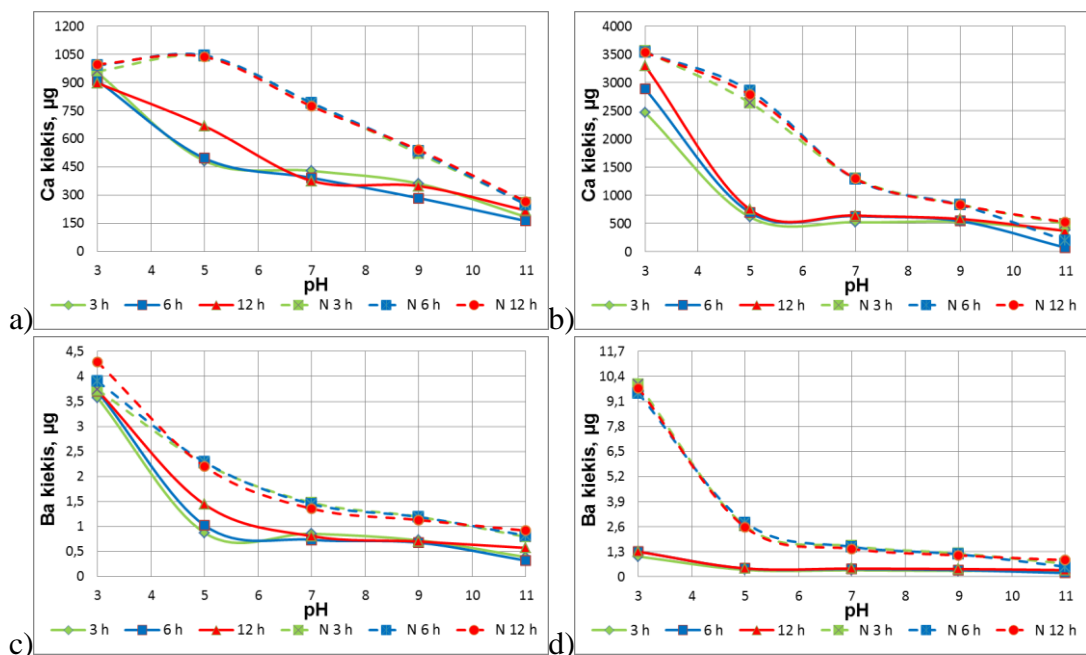 a)
Ca kiekis, µg
1200
1050
900
750
600
450
300
150
0
3 4 5 6 7 8 9 10 11
pH
3 h 6 h 12 h N 3 h N 6 h N 12 h
b)
Ca kiekis, µg
4000
3500
3000
2500
2000
1500
1000
500
0
3 4 5 6 7 8 9 10 11
pH
3 h 6 h 12 h N 3 h N 6 h N 12 h
c)
Ba kiekis, µg
4,5
4
3,5
3
2,5
2
1,5
1
0,5
0
3 4 5 6 7 8 9 10 11
pH
3 h 6 h 12 h N 3 h N 6 h N 12 h
d)
Ba kiekis, µg
11,7
10,4
9,1
7,8
6,5
5,2
3,9
2,6
1,3
0
3 4 5 6 7 8 9 10 11
pH
3 h 6 h 12 h N 3 h N 6 h N 12 h